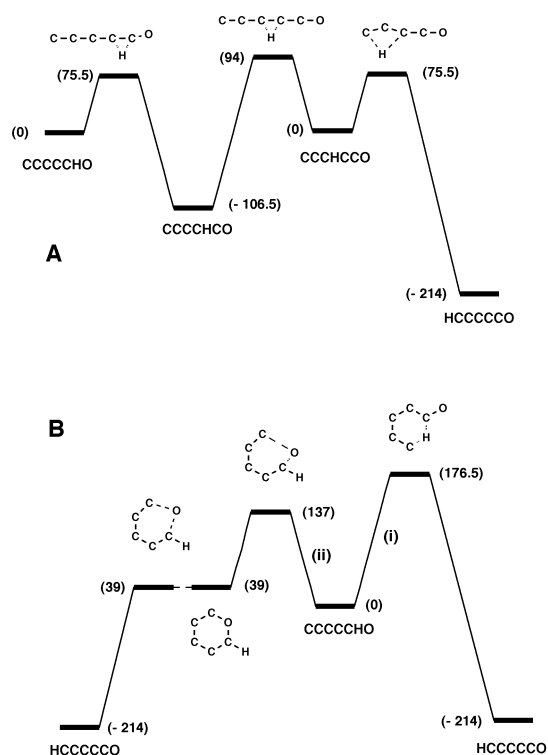 C-C-C-C-C-O
H
C-C-C-C-C-O
H
C C
C C-C-O
H
(75.5)
(94)
(75.5)
(0)
(0)
CCCCCHO
CCCHCCO
(- 106.5)
CCCCHCO
A
(- 214)
HCCCCCO
B
C
C C O
C H
C
C
C O
C
C C H
C
(176.5)
C
C O
C
C C H
(137)
(ii)
(i)
(39)
(39)
(0)
C
C O
C C
C H
CCCCCHO
(- 214)
HCCCCCO
(- 214)
HCCCCCO